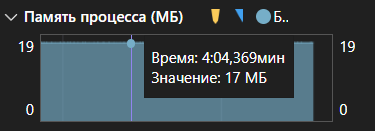 Память процесса (МБ) Б..
19 19
Время: 4:04,369мин
Значение: 17 МБ
0 0